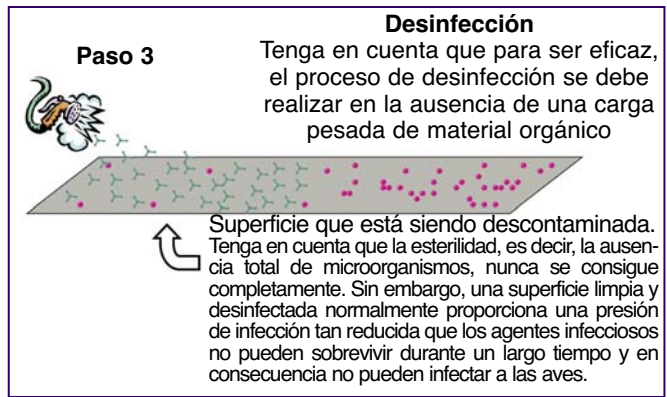 Desinfección
Paso 3
Tenga en cuenta que para ser eficaz,
el proceso de desinfección se debe
realizar en la ausencia de una carga
pesada de material orgánico
Superficie que está siendo descontaminada.
Tenga en cuenta que la esterilidad, es decir, la ausen-
cia total de microorganismos, nunca se consigue
completamente. Sin embargo, una superficie limpia y
desinfectada normalmente proporciona una presión
de infección tan reducida que los agentes infecciosos
no pueden sobrevivir durante un largo tiempo y en
consecuencia no pueden infectar a las aves.